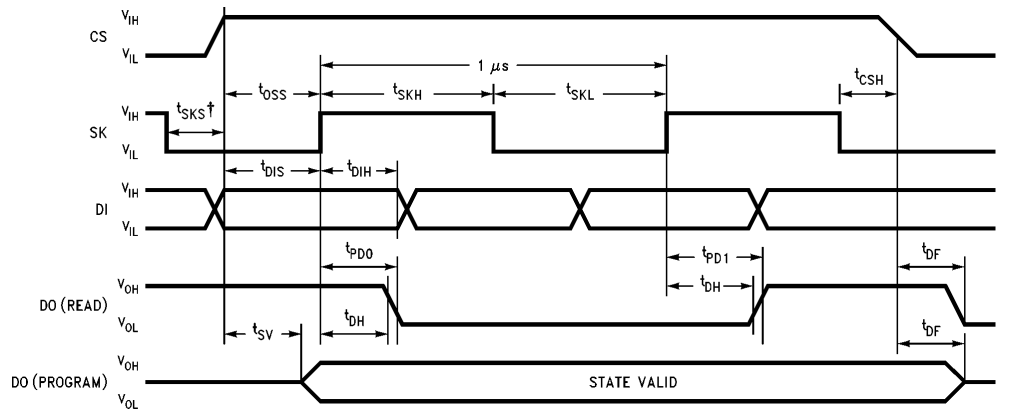 CS
V_IH
V_IL
1 μs
t_CSH
t_OSS
t_SKH
t_SKL
t_SKS†
SK
V_IH
V_IL
t_DIS
t_DIH
DI
V_IH
V_IL
t_PD0
t_PD1
t_DF
DO (READ)
V_OH
V_OL
t_DH
t_DH
t_SV
t_DF
DO (PROGRAM)
V_OH
V_OL
STATE VALID